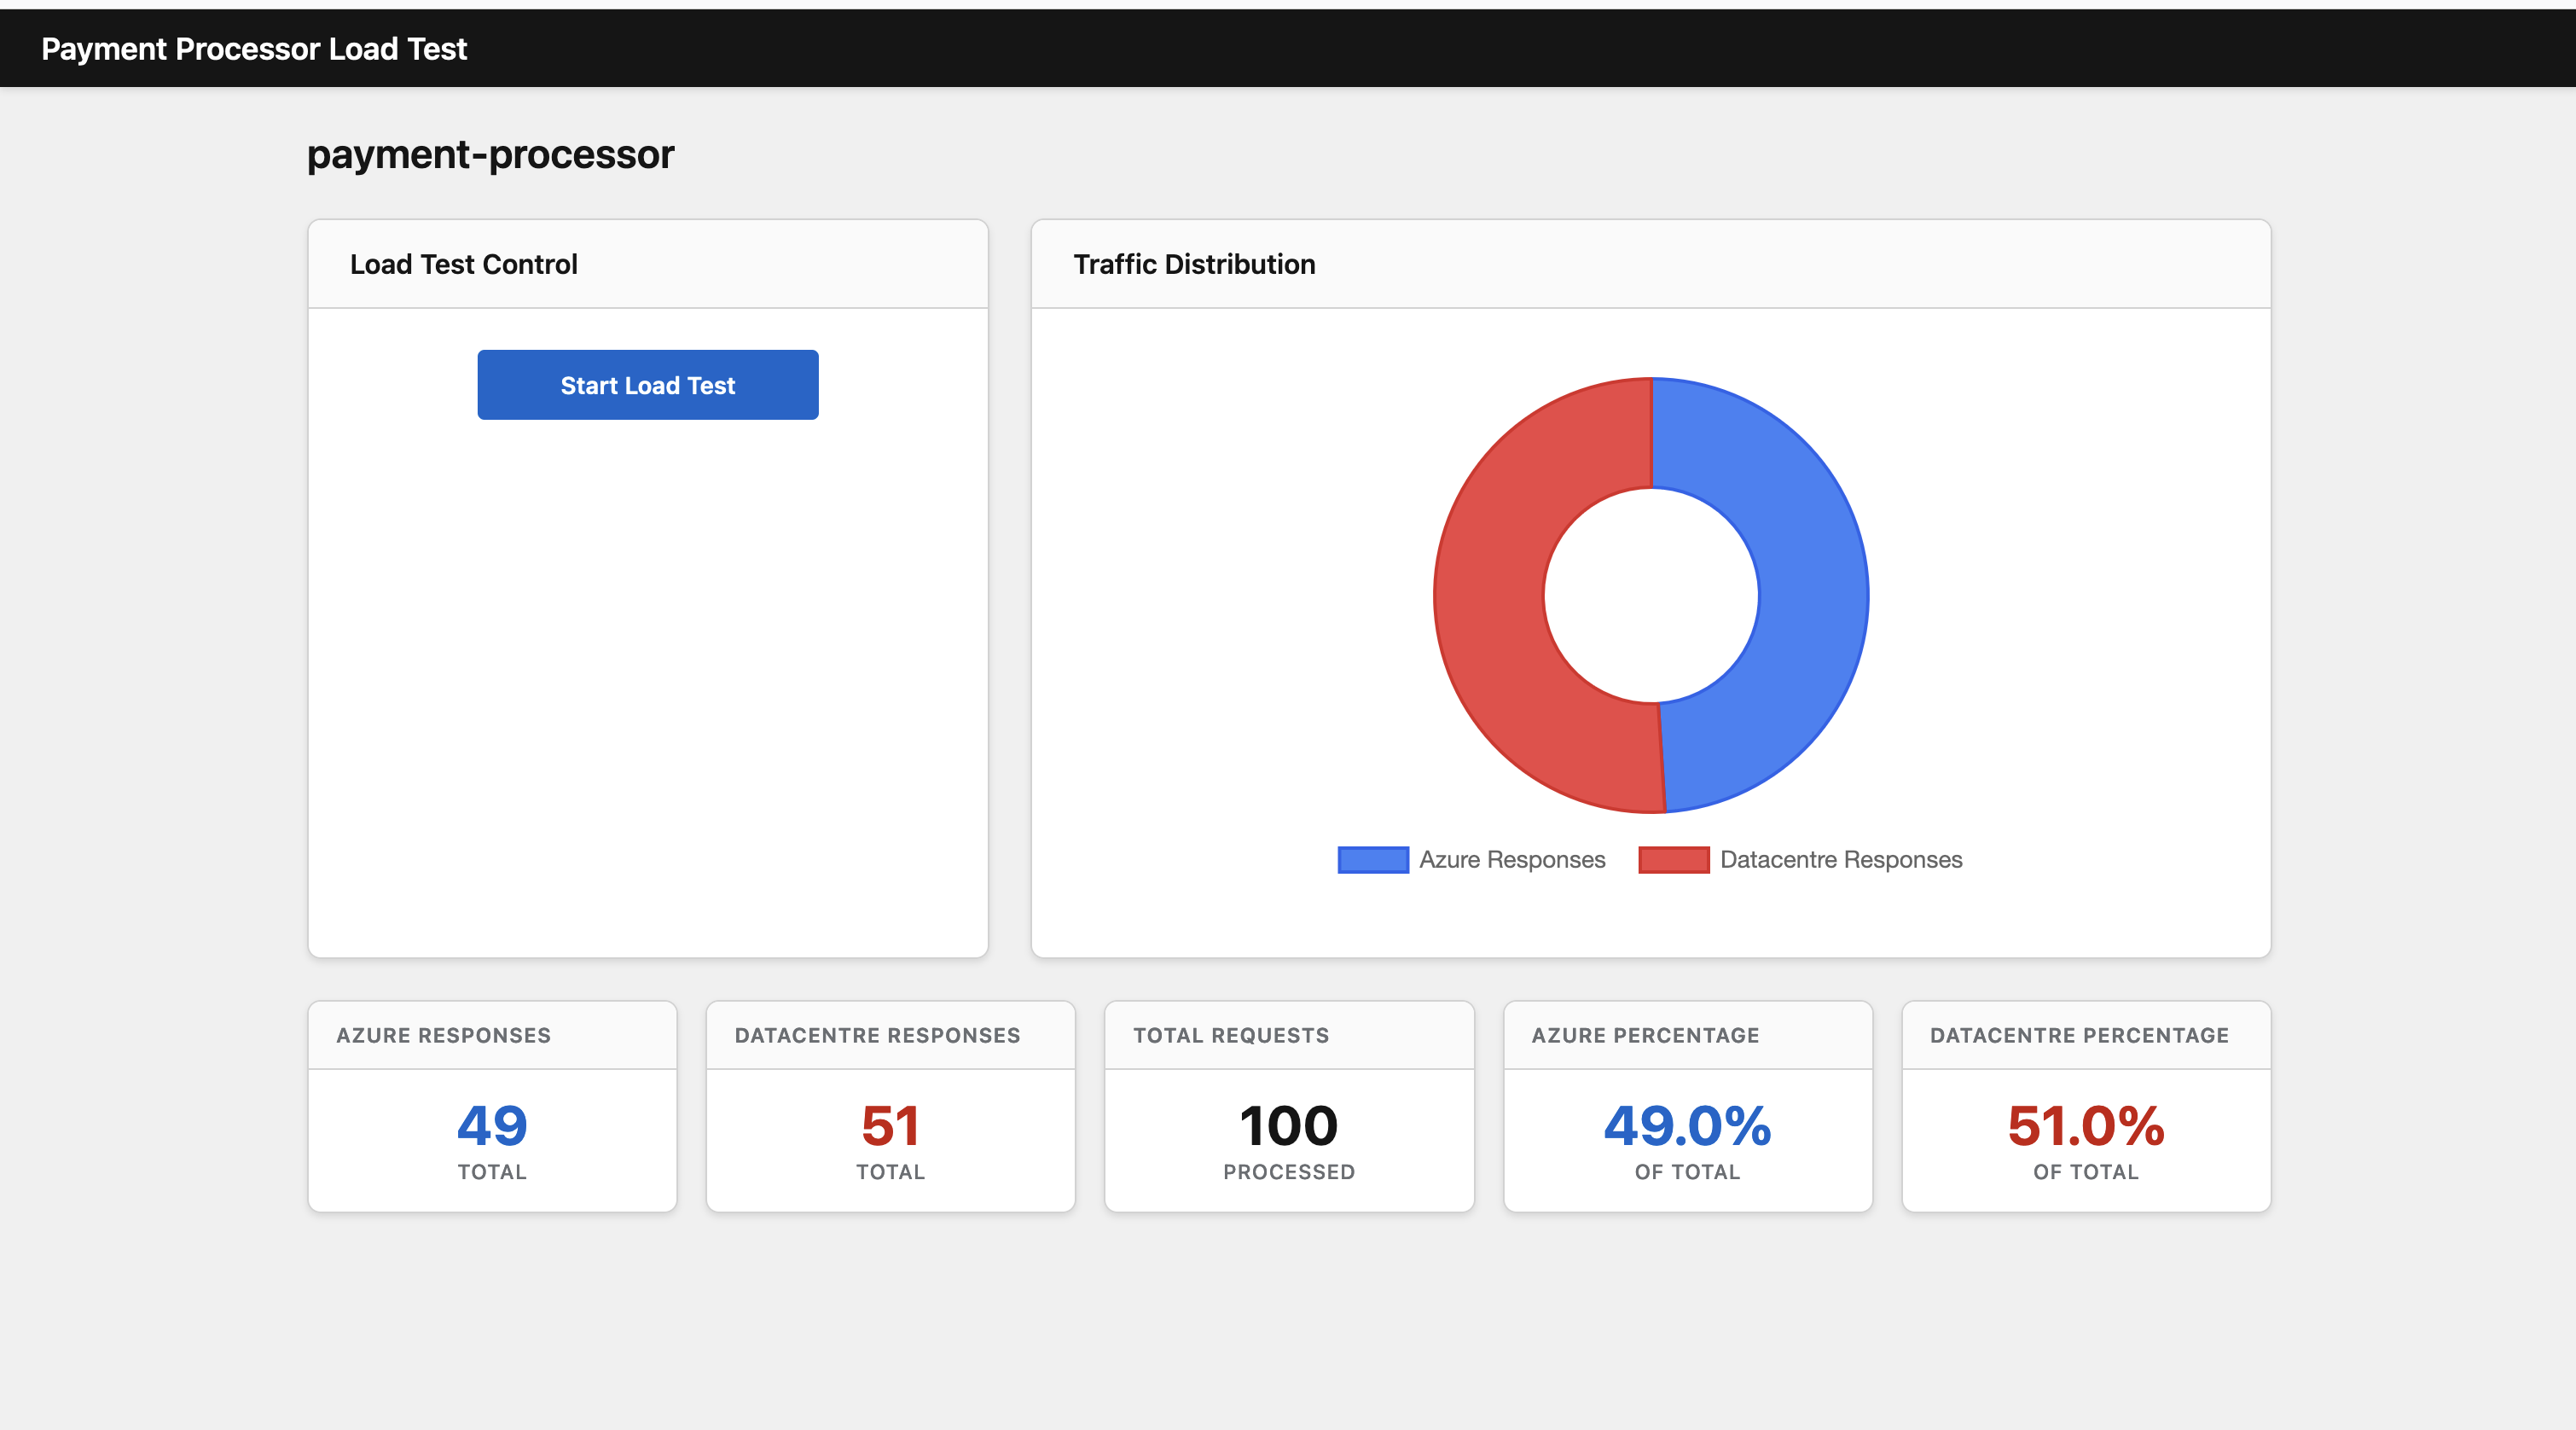 Payment Processor Load Test
payment-processor
Load Test Control
Start Load Test
Traffic Distribution
Azure Responses
Datacentre Responses
AZURE RESPONSES
49
TOTAL
DATACENTRE RESPONSES
51
TOTAL
TOTAL REQUESTS
100
PROCESSED
AZURE PERCENTAGE
49.0%
OF TOTAL
DATACENTRE PERCENTAGE
51.0%
OF TOTAL